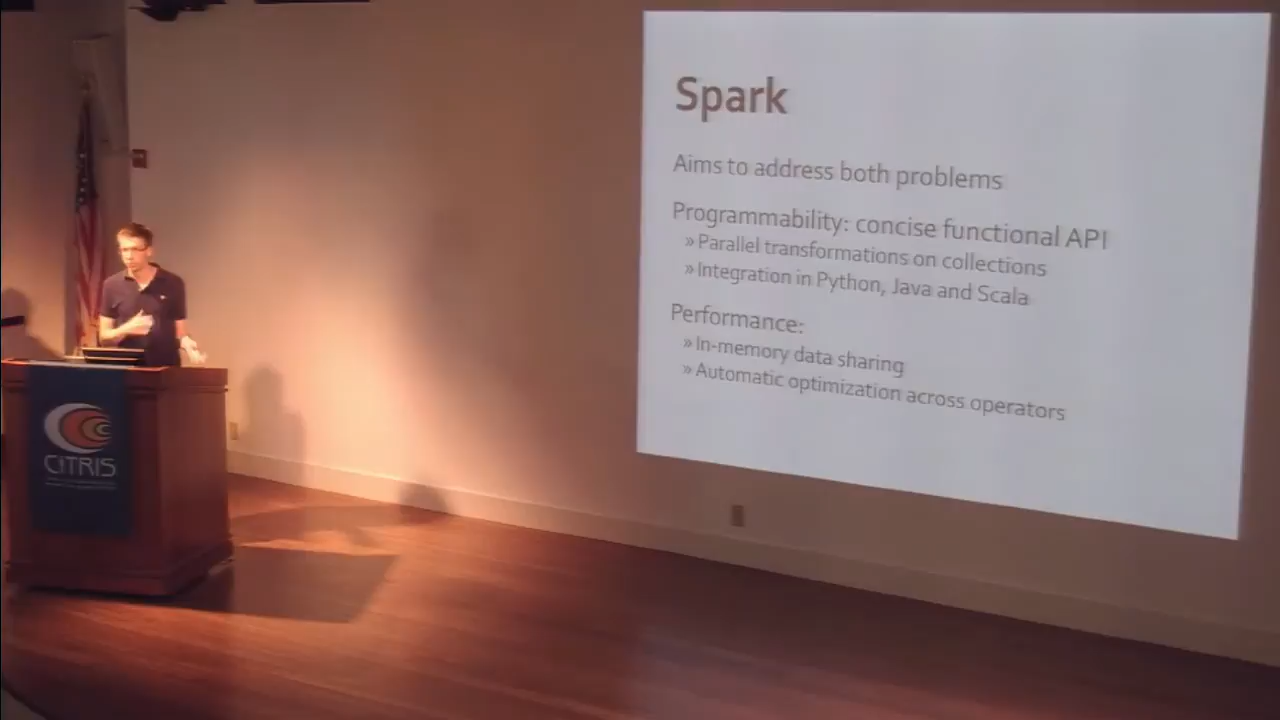 Spark
Aims to address both problems
Programmability: concise functional API
» Parallel transformations on collections
» Integration in Python, Java and Scala
Performance:
» In-memory data sharing
» Automatic optimization across operators
CiTRIS